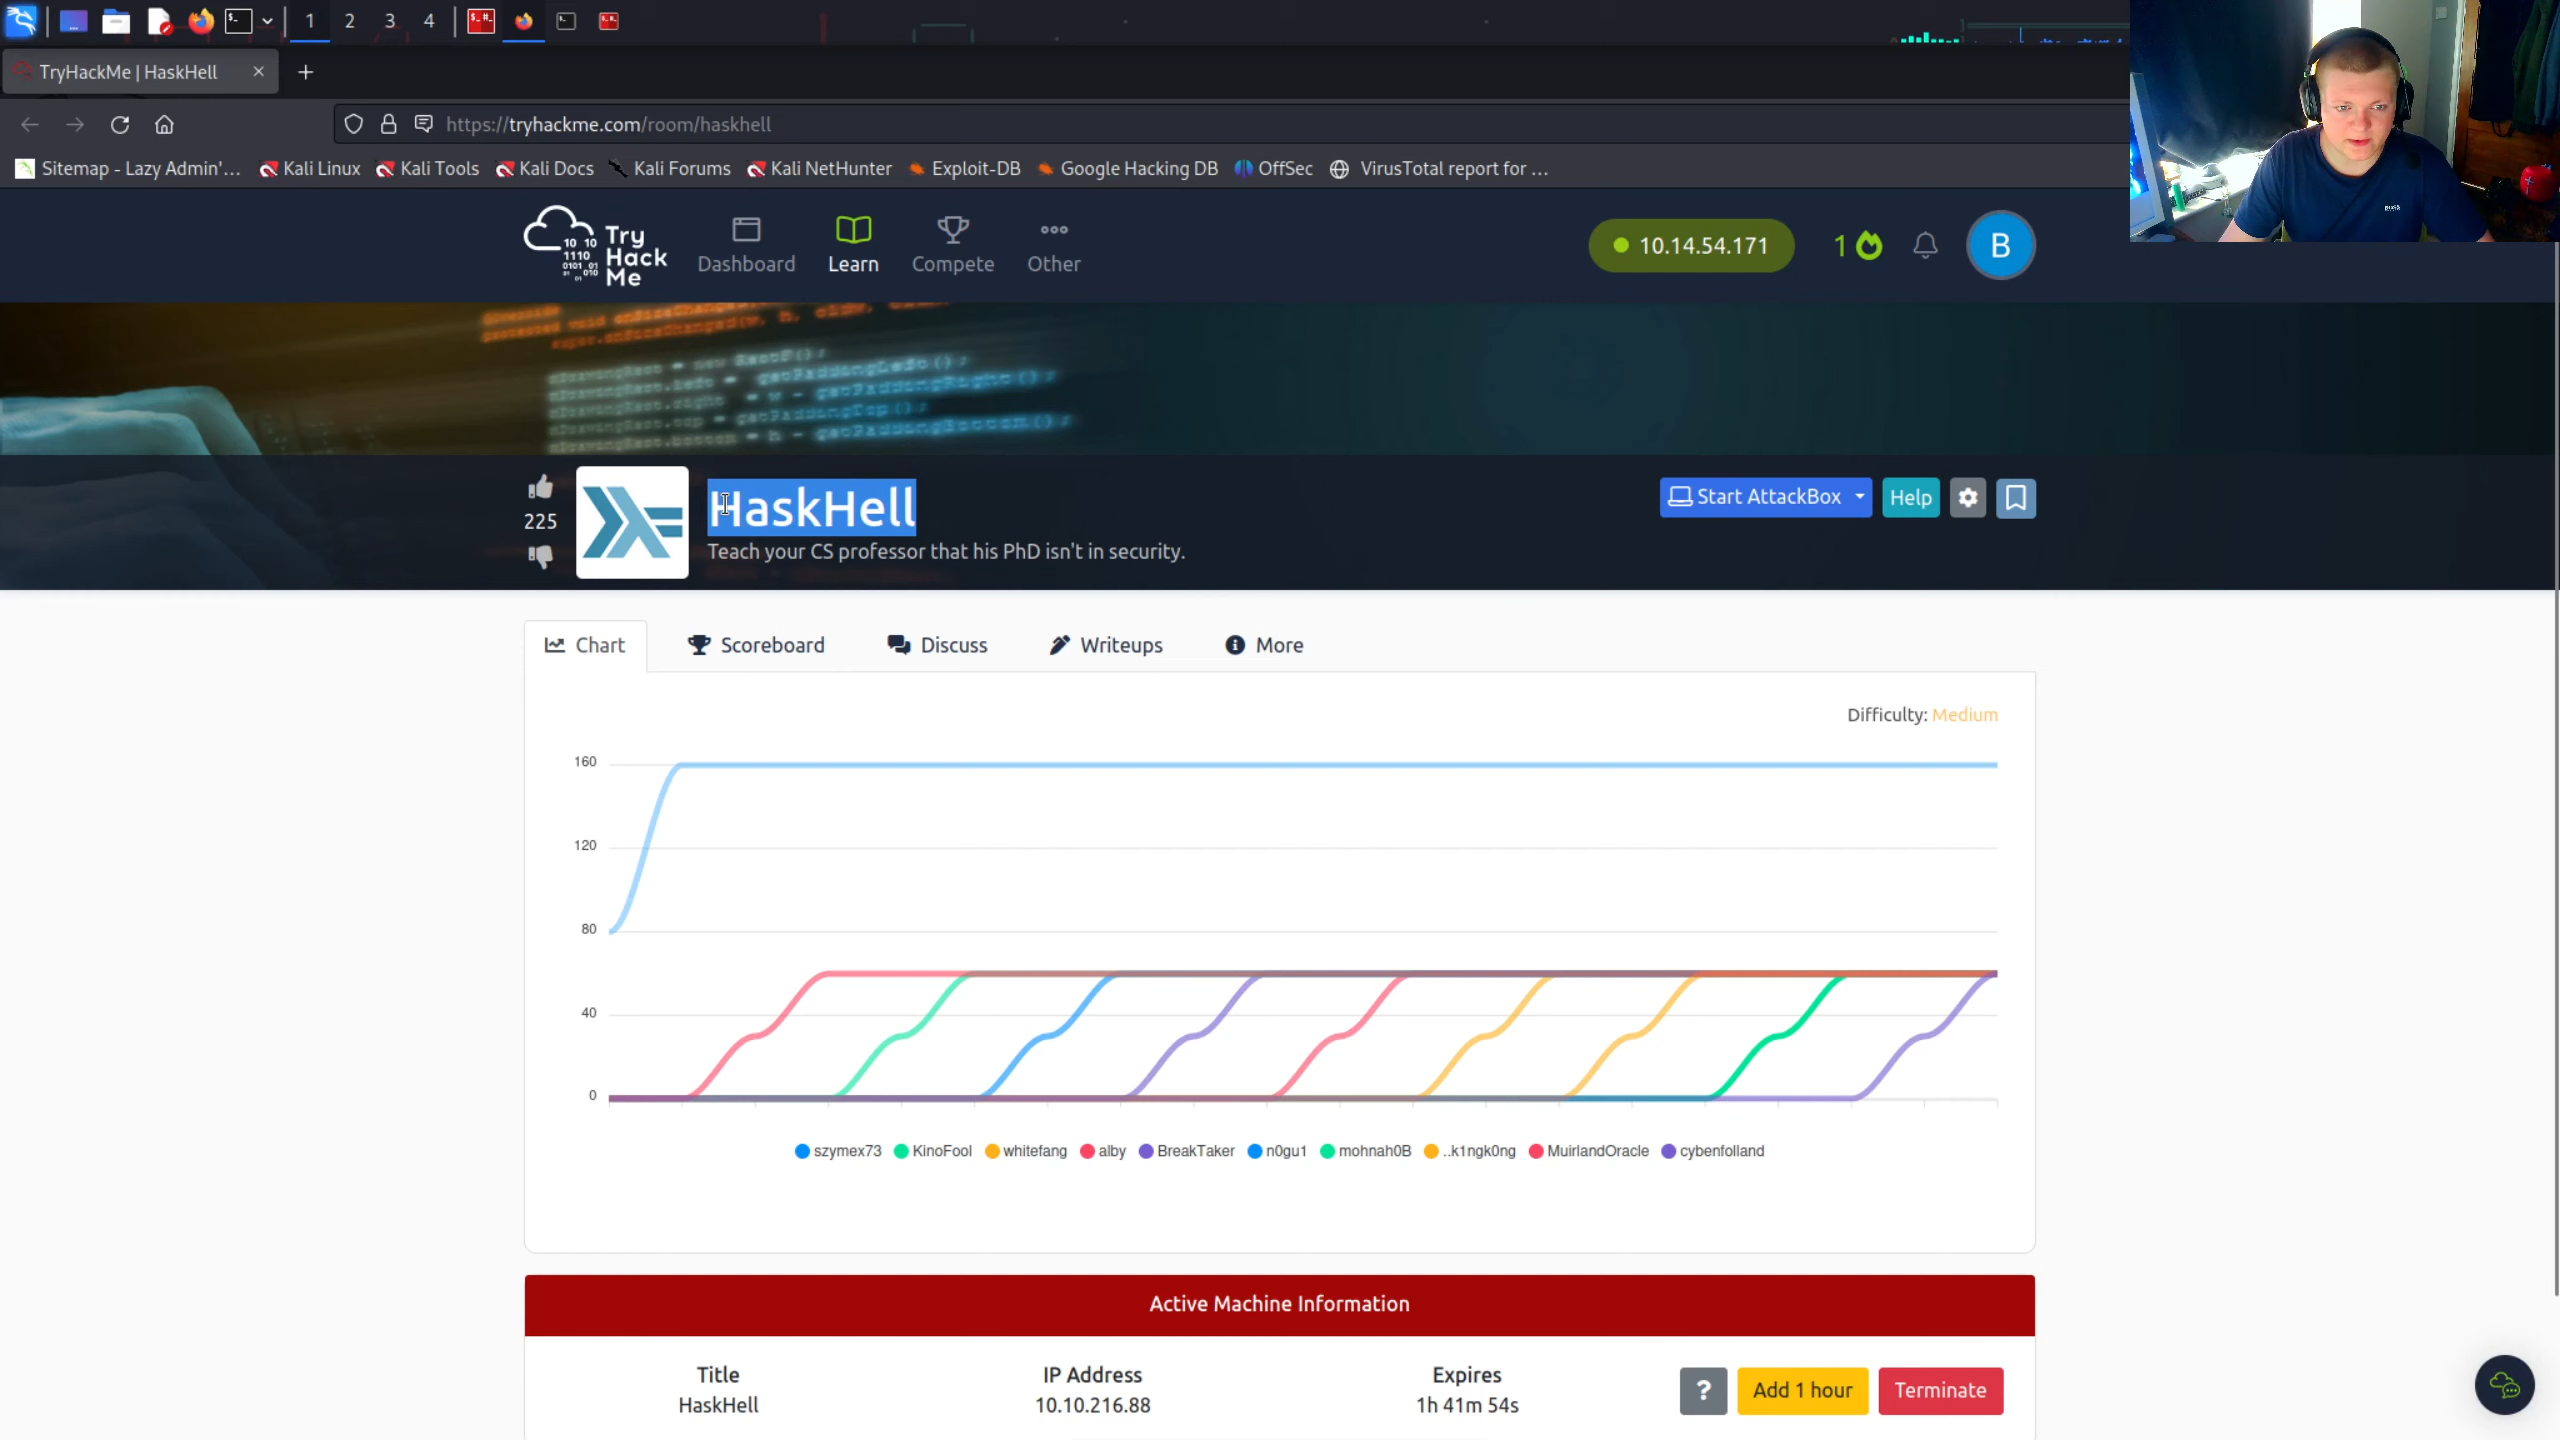 1 2 3 4
TryHackMe | HaskHell
https://tryhackme.com/room/haskhell
Sitemap - Lazy Admin'... Kali Linux Kali Tools Kali Docs Kali Forums Kali NetHunter Exploit-DB Google Hacking DB OffSec VirusTotal report for ...
Try Hack Me
Dashboard Learn Compete Other
10.14.54.171 1 B
225
HaskHell
Teach your CS professor that his PhD isn't in security.
Start AttackBox Help
Chart Scoreboard Discuss Writeups More
Difficulty: Medium
160
120
80
40
0
szymex73 KinoFool whitefang alby BreakTaker n0gu1 mohnah0B ..k1ngk0ng MuirlandOracle cybenfolland
Active Machine Information
Title IP Address Expires
HaskHell 10.10.216.88 1h 41m 54s
? Add 1 hour Terminate